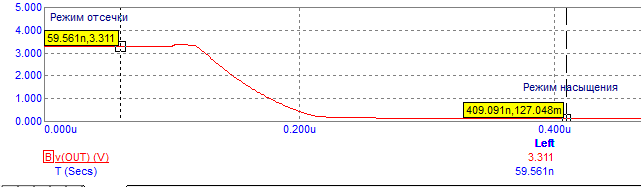 5.000
Режим отсечки
4.000
59.561n,3.311
3.000
2.000
Режим насыщения
1.000
409.091n,127.048m
0.000
0.000u 0.200u 0.400u
Left
B v(OUT) (V) 3.311
T (Secs) 59.561n